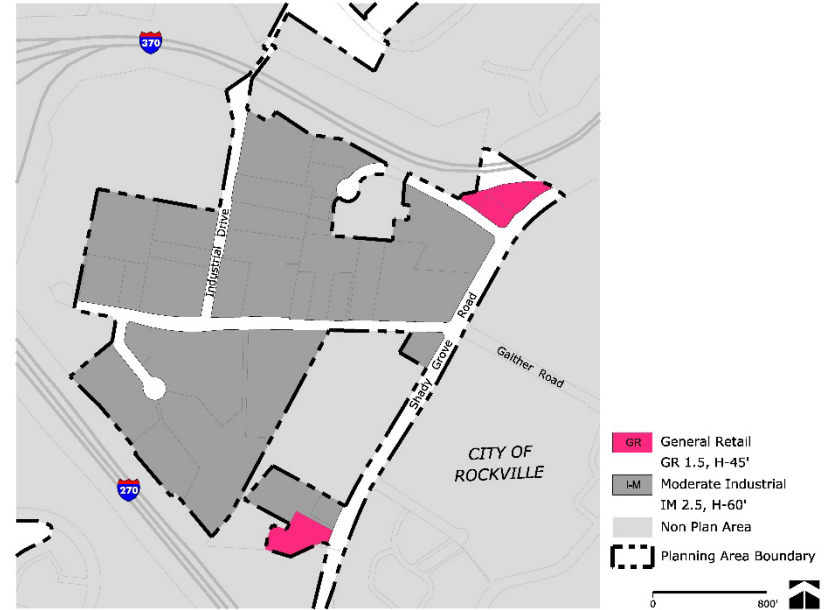 370
Industrial Drive
Shady Grove Road
Gaither Road
CITY OF
ROCKVILLE
270
GR General Retail
GR 1.5, H-45'
I-M Moderate Industrial
IM 2.5, H-60'
Non Plan Area
Planning Area Boundary
0 800'